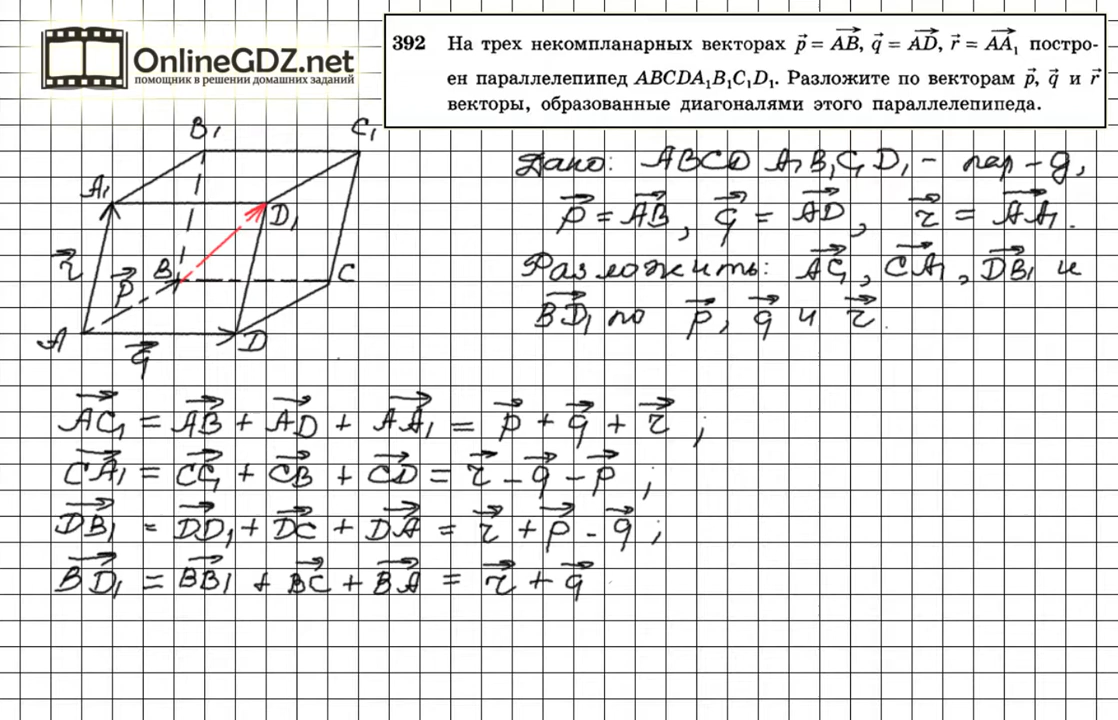 OnlineGDZ.net
помощник в решении домашних заданий
392 На трех некомпланарных векторах p⃗ = AB⃗, q⃗ = AD⃗, r⃗ = AA₁⃗ постро-
ен параллелепипед ABCDA₁B₁C₁D₁. Разложите по векторам p⃗, q⃗ и r⃗
векторы, образованные диагоналями этого параллелепипеда.
B₁ C₁
A₁ D₁
r⃗ p⃗ B C
A q⃗ D
Дано: ABCD A₁B₁C₁D₁ – пар-д,
p⃗ = AB⃗, q⃗ = AD⃗, r⃗ = AA₁⃗.
Разложить: AC₁⃗, CA₁⃗, DB₁⃗ и
BD₁⃗ по p⃗, q⃗ и r⃗.
AC₁⃗ = AB⃗ + AD⃗ + AA₁⃗ = p⃗ + q⃗ + r⃗ ;
CA₁⃗ = CC₁⃗ + CB⃗ + CD⃗ = r⃗ – q⃗ – p⃗ ;
DB₁⃗ = DD₁⃗ + DC⃗ + DA⃗ = r⃗ + p⃗ - q⃗ ;
BD₁⃗ = BB₁⃗ + BC⃗ + BA⃗ = r⃗ + q⃗